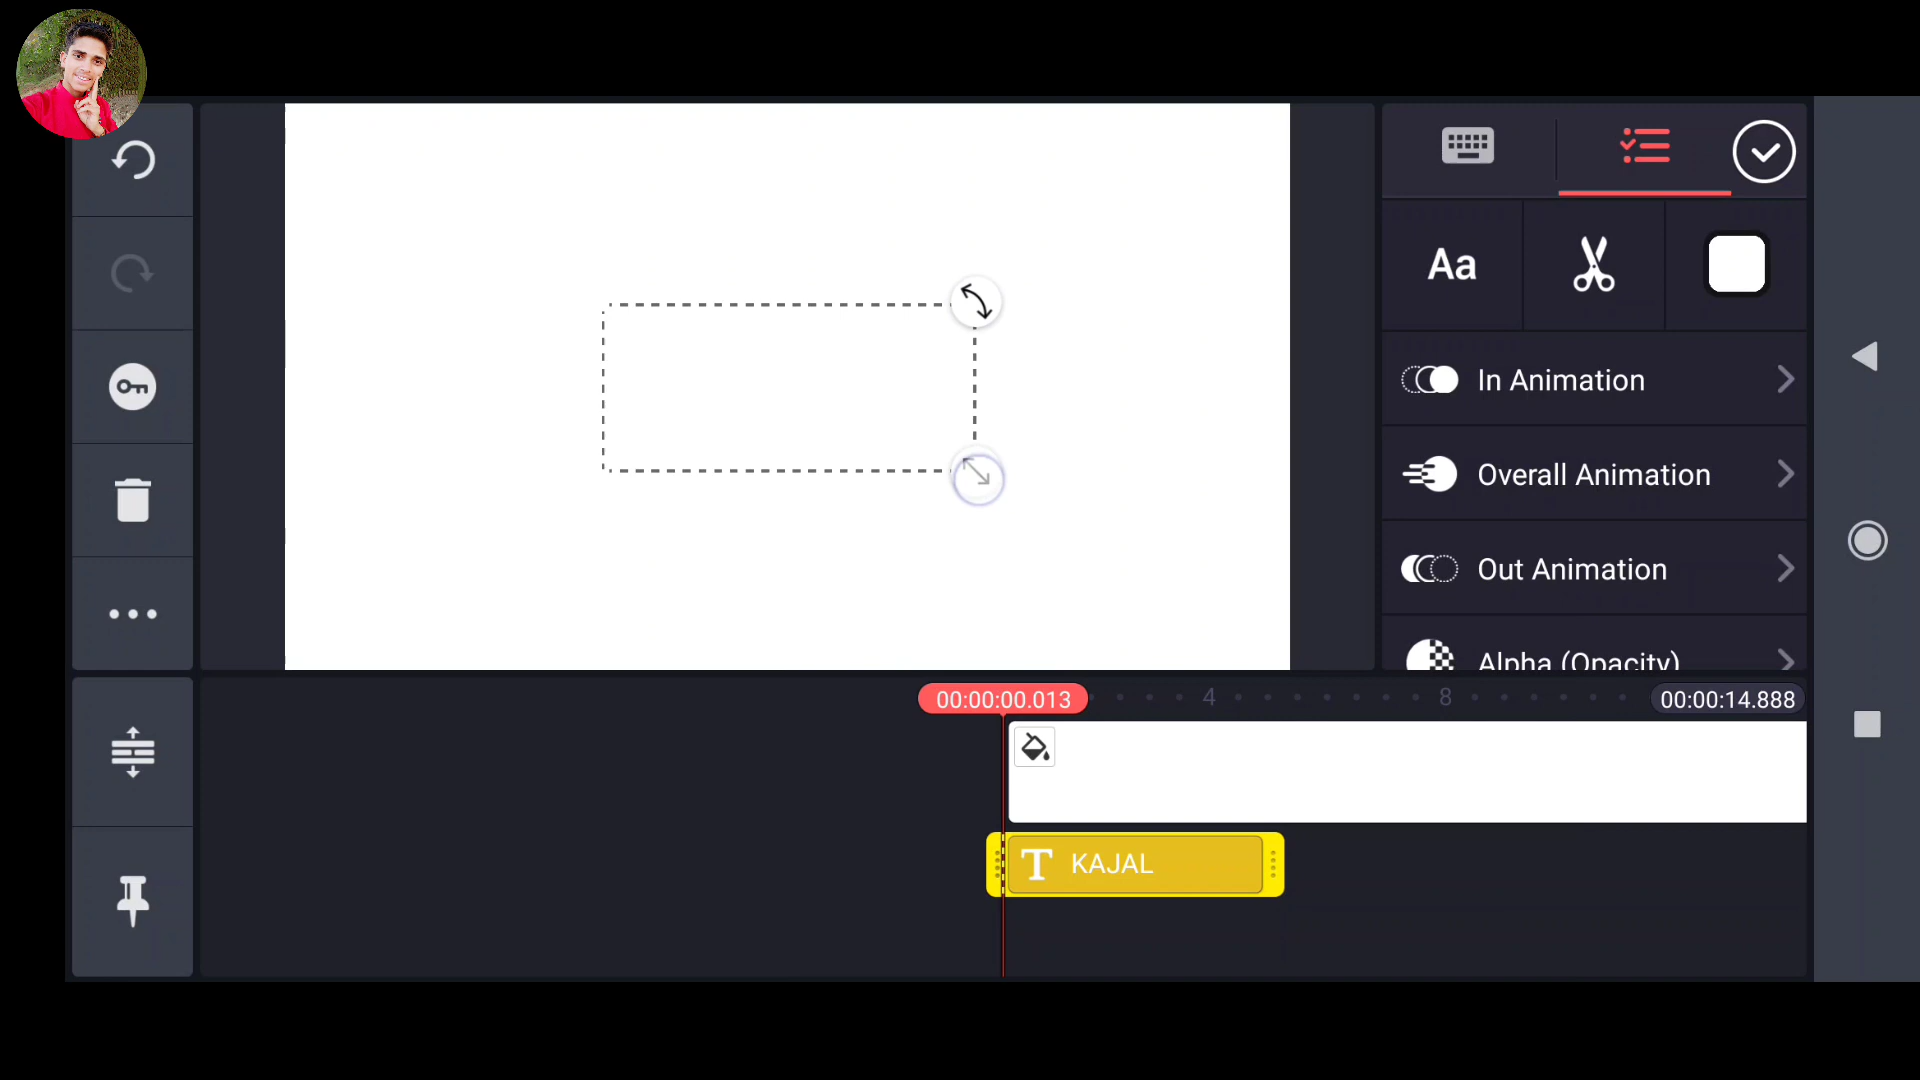 Aa
In Animation
Overall Animation
Out Animation
Alpha (Opacity)
00:00:00.013
4
8
00:00:14.888
T KAJAL